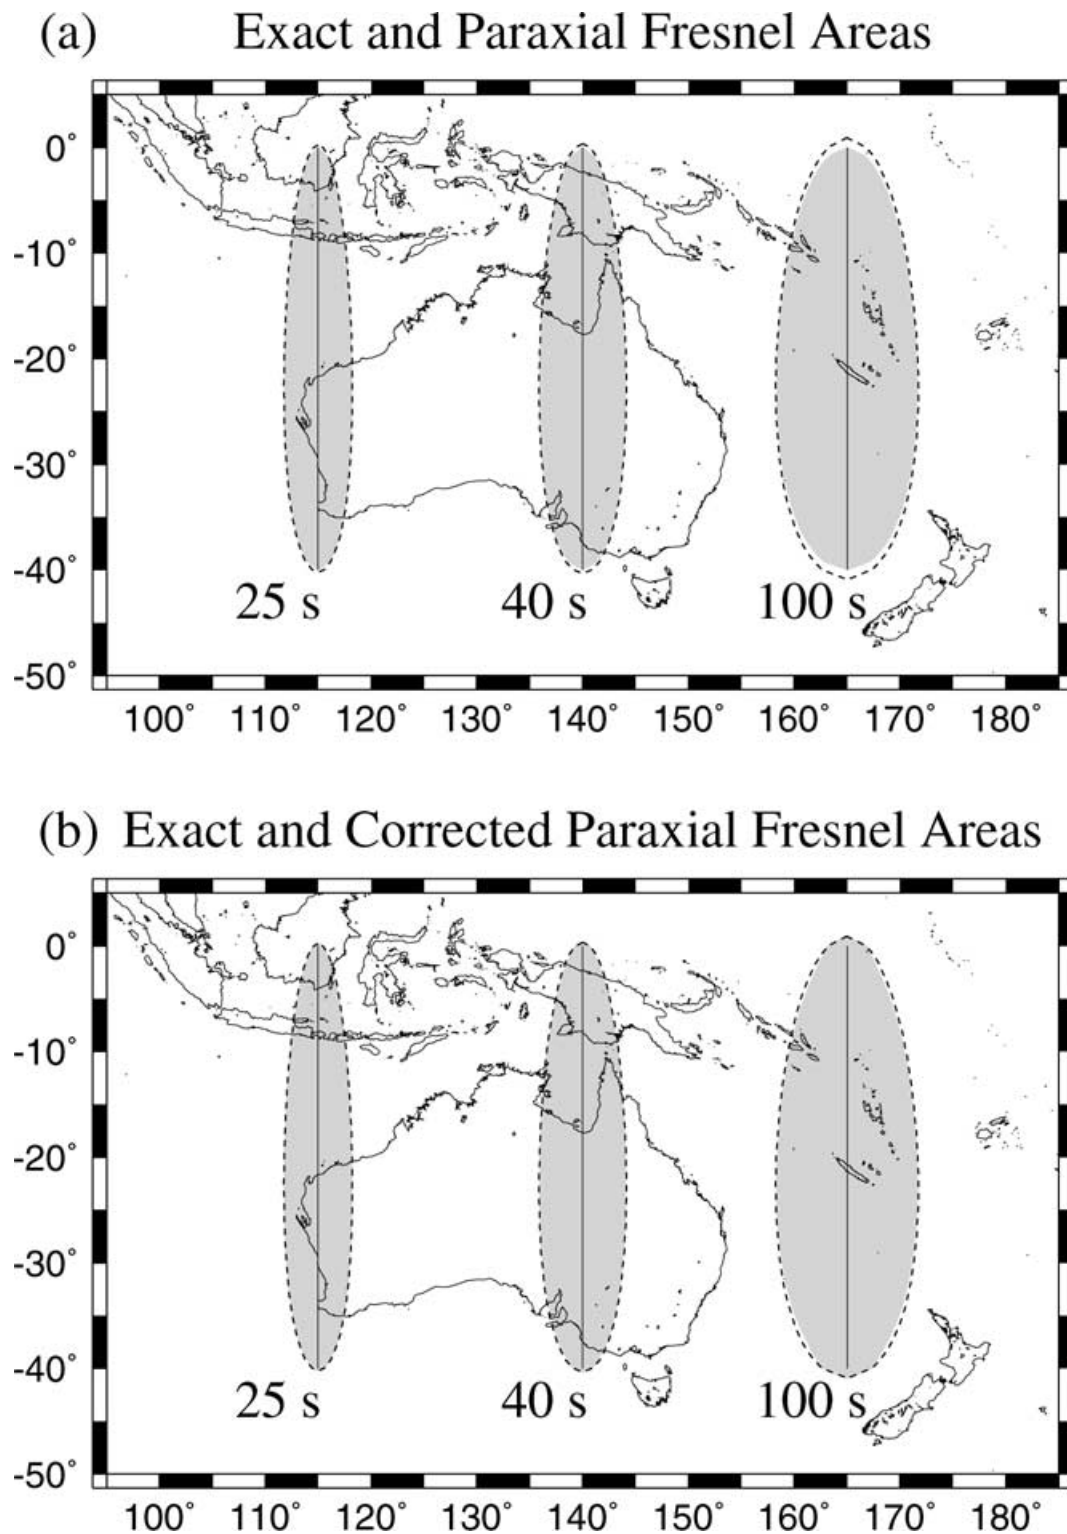 (a) Exact and Paraxial Fresnel Areas
0°
-10°
-20°
-30°
-40°
-50°
25 s 40 s 100 s
100° 110° 120° 130° 140° 150° 160° 170° 180°
(b) Exact and Corrected Paraxial Fresnel Areas
0°
-10°
-20°
-30°
-40°
-50°
25 s 40 s 100 s
100° 110° 120° 130° 140° 150° 160° 170° 180°